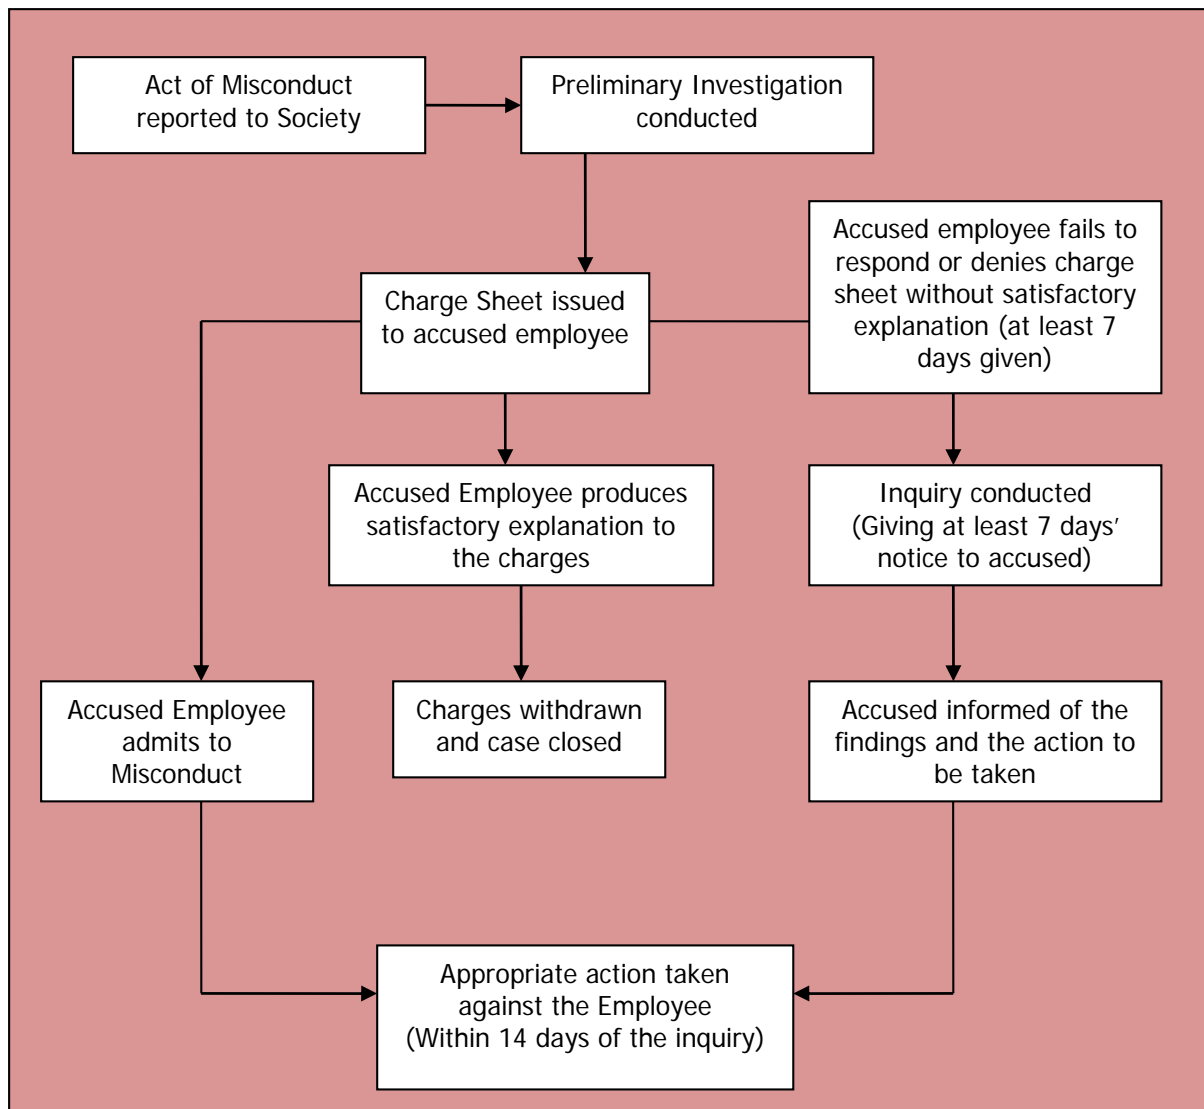 Act of Misconduct
reported to Society
Preliminary Investigation
conducted
Accused employee fails to
respond or denies charge
sheet without satisfactory
explanation (at least 7
days given)
Charge Sheet issued
to accused employee
Accused Employee produces
satisfactory explanation to
the charges
Inquiry conducted
(Giving at least 7 days’
notice to accused)
Accused Employee
admits to
Misconduct
Charges withdrawn
and case closed
Accused informed of the
findings and the action to
be taken
Appropriate action taken
against the Employee
(Within 14 days of the inquiry)